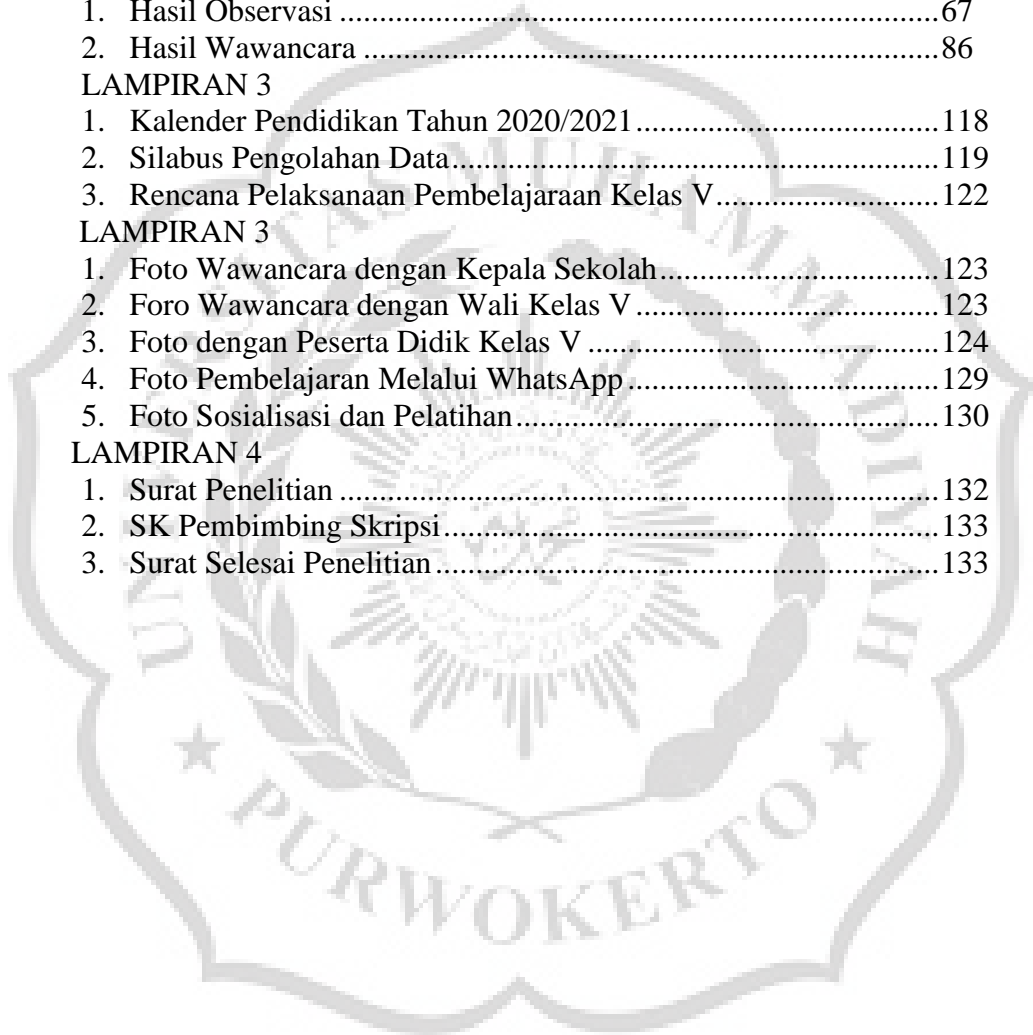 1. Hasil Observasi ........................................................................... 67
2. Hasil Wawancara ........................................................................ 86
LAMPIRAN 3
1. Kalender Pendidikan Tahun 2020/2021 ...................................... 118
2. Silabus Pengolahan Data ............................................................. 119
3. Rencana Pelaksanaan Pembelajaraan Kelas V ............................ 122
LAMPIRAN 3
1. Foto Wawancara dengan Kepala Sekolah ................................... 123
2. Foro Wawancara dengan Wali Kelas V ...................................... 123
3. Foto dengan Peserta Didik Kelas V ............................................ 124
4. Foto Pembelajaran Melalui WhatsApp ....................................... 129
5. Foto Sosialisasi dan Pelatihan ..................................................... 130
LAMPIRAN 4
1. Surat Penelitian ........................................................................... 132
2. SK Pembimbing Skripsi .............................................................. 133
3. Surat Selesai Penelitian ............................................................... 133
UNIVERSITAS MUHAMMADIYAH
PURWOKERTO